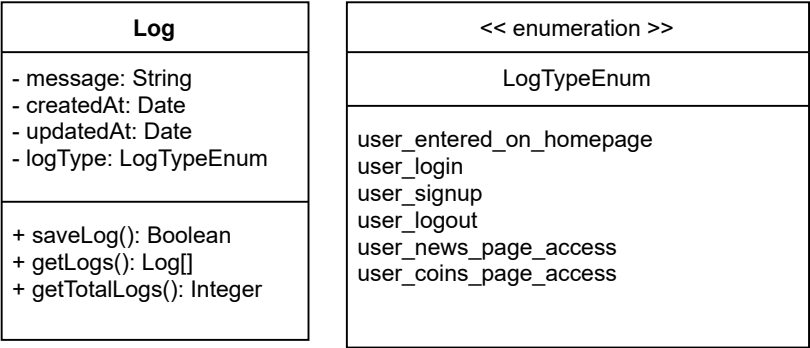 Log
- message: String
- createdAt: Date
- updatedAt: Date
- logType: LogTypeEnum
+ saveLog(): Boolean
+ getLogs(): Log[]
+ getTotalLogs(): Integer
<< enumeration >>
LogTypeEnum
user_entered_on_homepage
user_login
user_signup
user_logout
user_news_page_access
user_coins_page_access